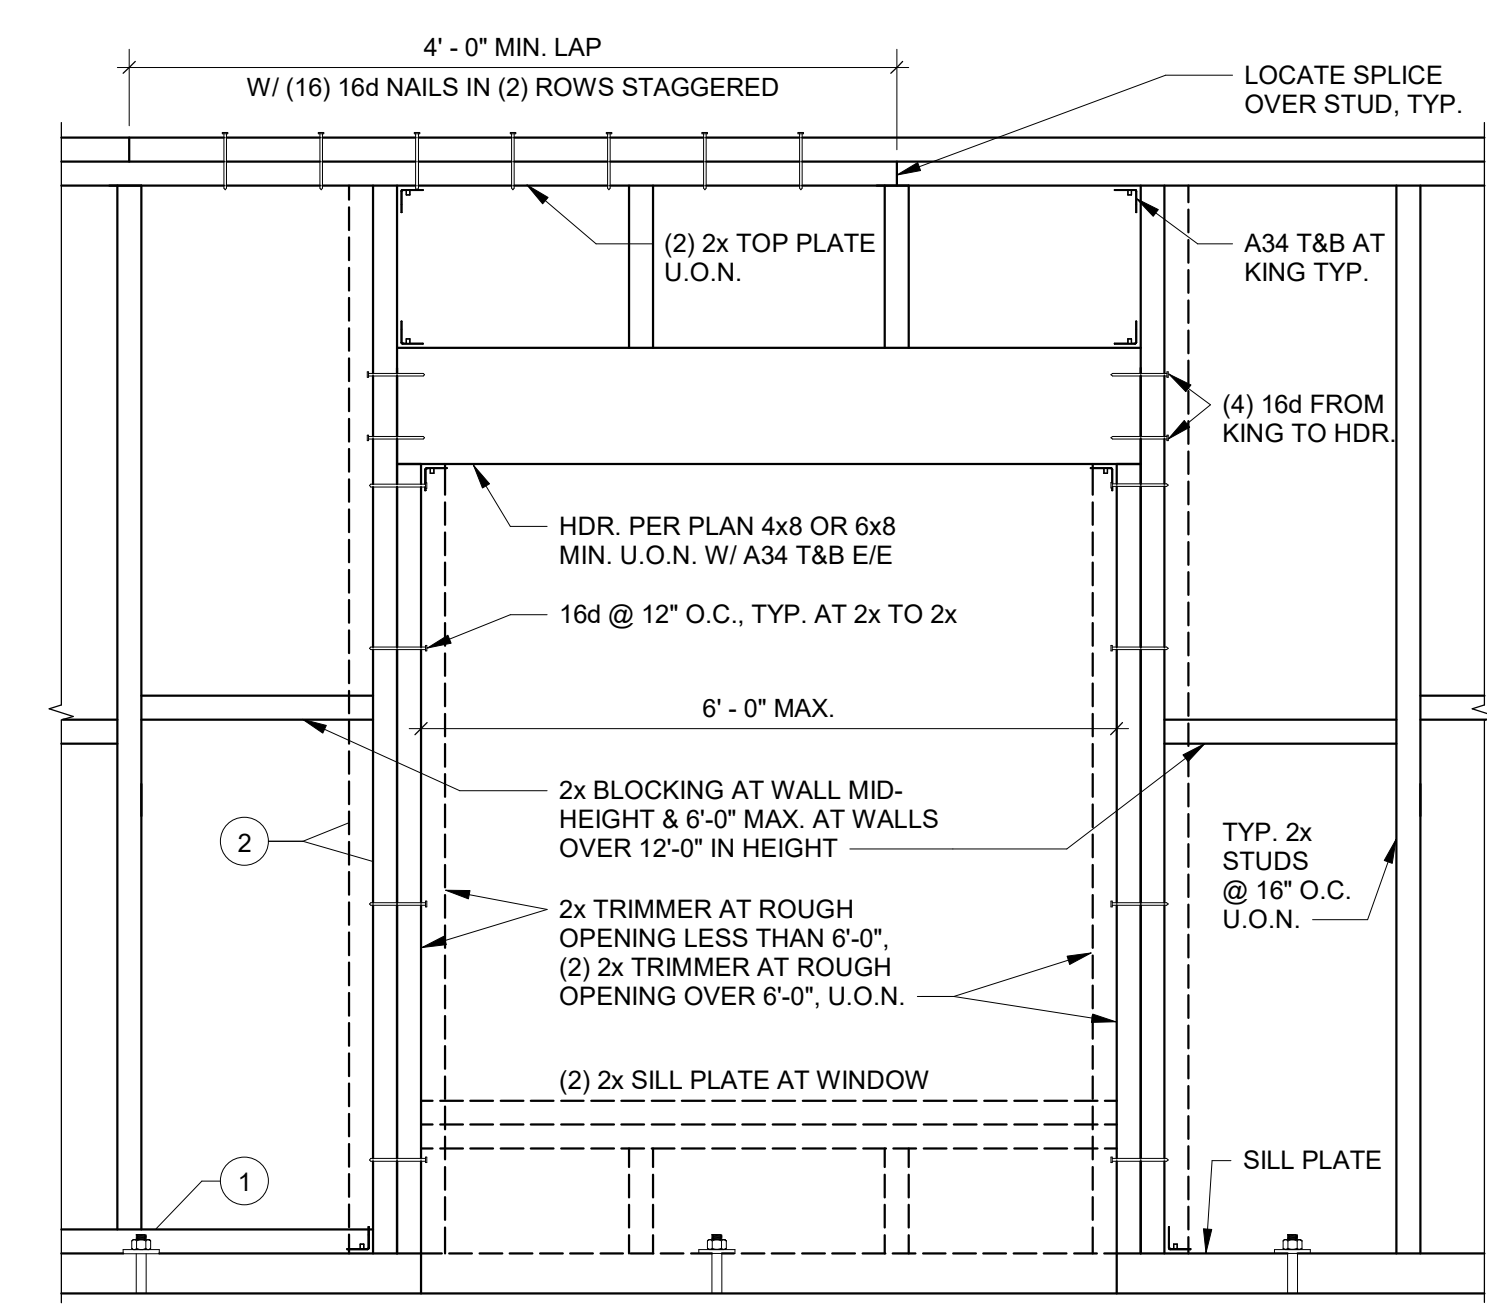 4' - 0" MIN. LAP
W/ (16) 16d NAILS IN (2) ROWS STAGGERED
LOCATE SPLICE
OVER STUD, TYP.
(2) 2x TOP PLATE
U.O.N.
A34 T&B AT
KING TYP.
(4) 16d FROM
KING TO HDR.
HDR. PER PLAN 4x8 OR 6x8
MIN. U.O.N. W/ A34 T&B E/E
16d @ 12" O.C., TYP. AT 2x TO 2x
6' - 0" MAX.
2x BLOCKING AT WALL MID-
HEIGHT & 6'-0" MAX. AT WALLS
OVER 12'-0" IN HEIGHT
2
TYP. 2x
STUDS
@ 16" O.C.
U.O.N.
2x TRIMMER AT ROUGH
OPENING LESS THAN 6'-0",
(2) 2x TRIMMER AT ROUGH
OPENING OVER 6'-0", U.O.N.
(2) 2x SILL PLATE AT WINDOW
1
SILL PLATE